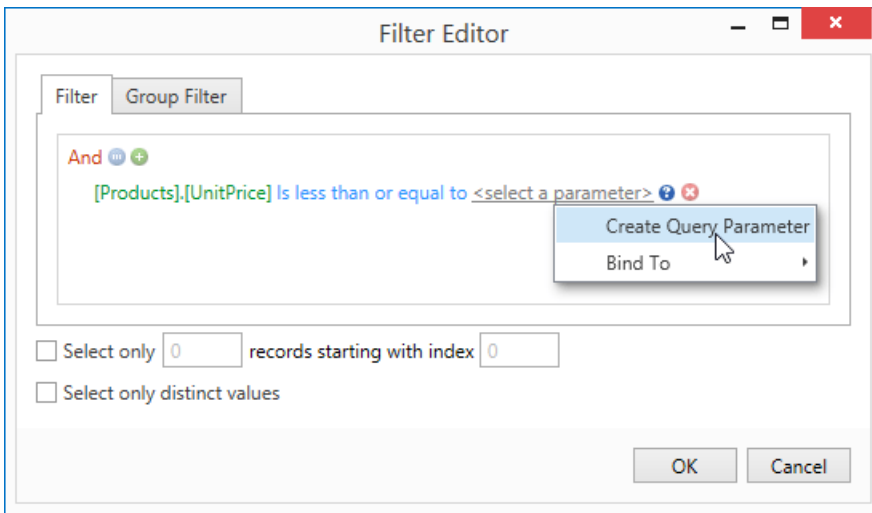 Filter Editor
Filter Group Filter
And
[Products].[UnitPrice] Is less than or equal to <select a parameter>
Create Query Parameter
Bind To
Select only 0 records starting with index 0
Select only distinct values
OK Cancel